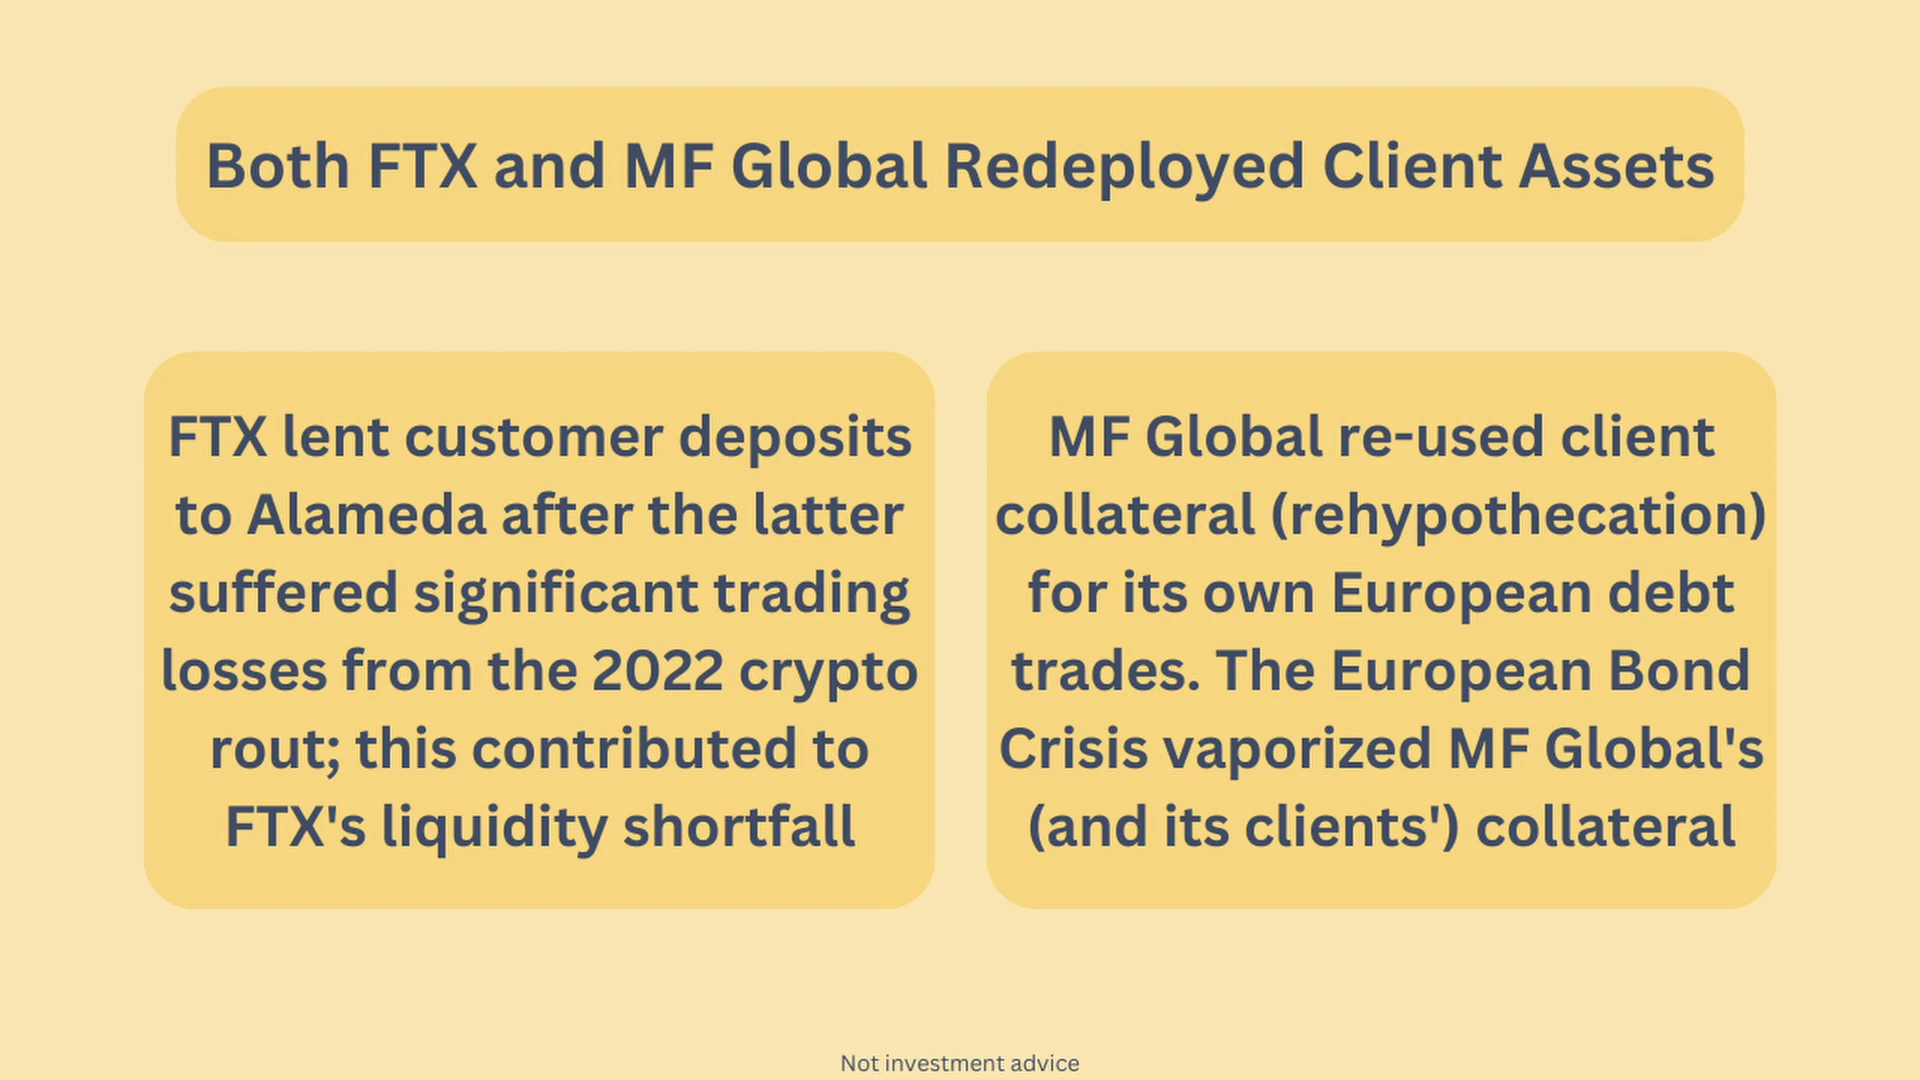 Both FTX and MF Global Redeployed Client Assets
FTX lent customer deposits
to Alameda after the latter
suffered significant trading
losses from the 2022 crypto
rout; this contributed to
FTX's liquidity shortfall
MF Global re-used client
collateral (rehypothecation)
for its own European debt
trades. The European Bond
Crisis vaporized MF Global's
(and its clients') collateral
Not investment advice